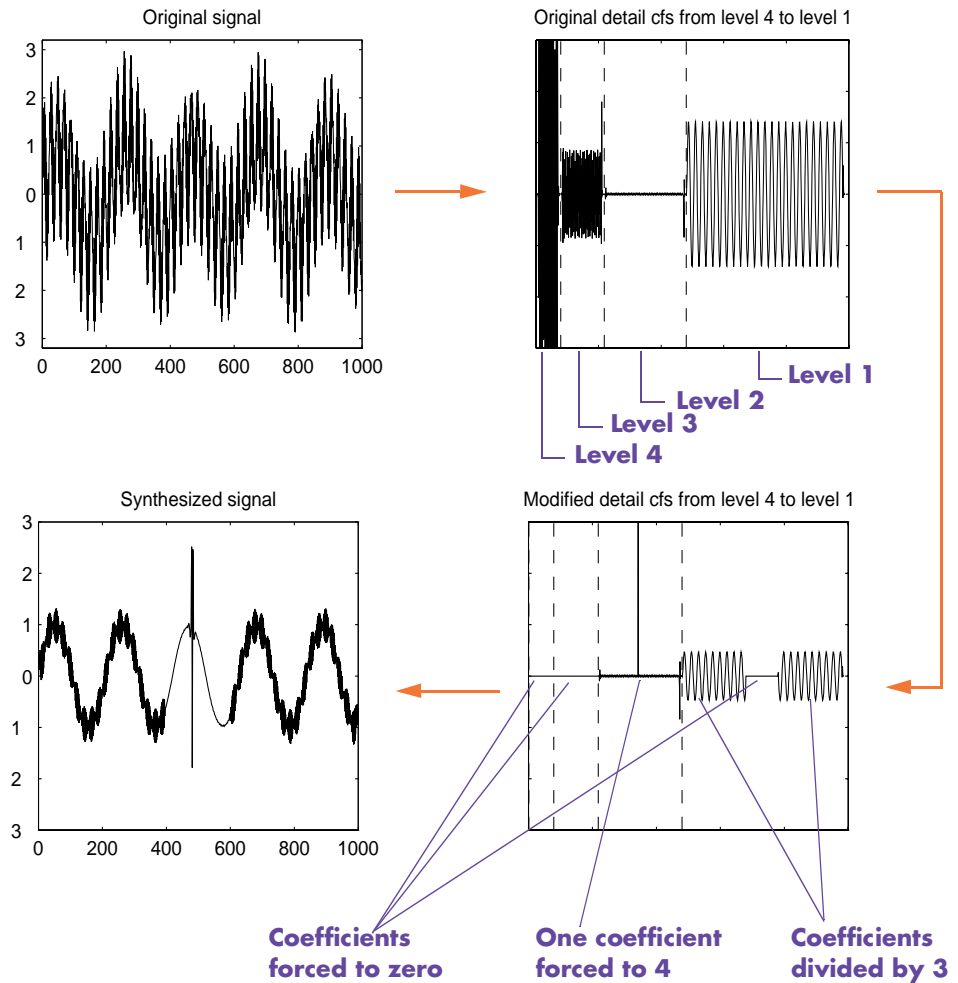 Original signal
Original detail cfs from level 4 to level 1
3
2
1
0
1
2
3
0 200 400 600 800 1000
Level 1
Level 2
Level 3
Level 4
Synthesized signal
Modified detail cfs from level 4 to level 1
3
2
1
0
1
2
3
0 200 400 600 800 1000
Coefficients
forced to zero
One coefficient
forced to 4
Coefficients
divided by 3